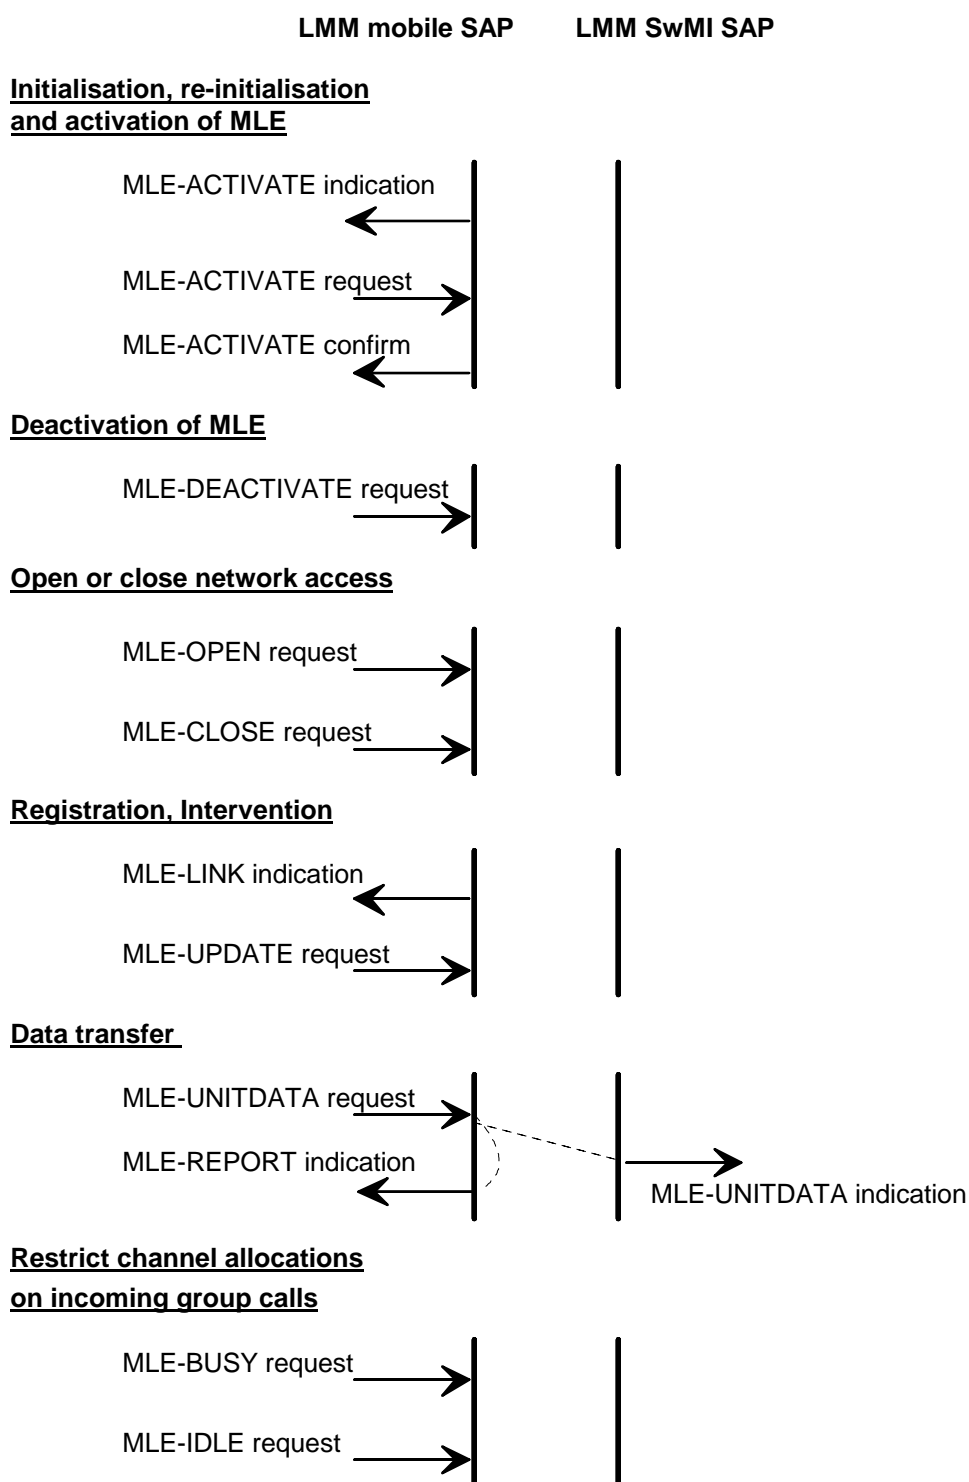 LMM mobile SAP LMM SwMI SAP
Initialisation, re-initialisation
and activation of MLE
MLE-ACTIVATE indication
MLE-ACTIVATE request
MLE-ACTIVATE confirm
Deactivation of MLE
MLE-DEACTIVATE request
Open or close network access
MLE-OPEN request
MLE-CLOSE request
Registration, Intervention
MLE-LINK indication
MLE-UPDATE request
Data transfer
MLE-UNITDATA request
MLE-REPORT indication
MLE-UNITDATA indication
Restrict channel allocations
on incoming group calls
MLE-BUSY request
MLE-IDLE request